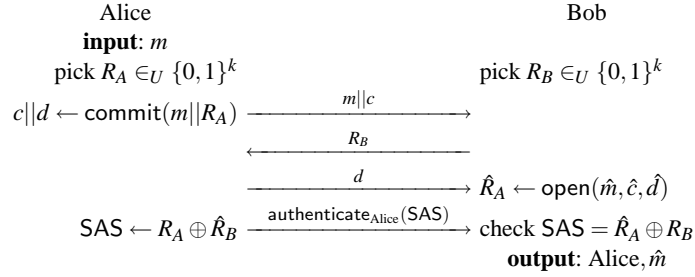 Alice Bob
input: m
pick R_A ∈_U {0,1}^k pick R_B ∈_U {0,1}^k
c||d ← commit(m||R_A) m||c
R_B
d R̂_A ← open(m̂, ĉ, d̂)
SAS ← R_A ⊕ R̂_B authenticate_Alice(SAS) check SAS = R̂_A ⊕ R_B
output: Alice, m̂